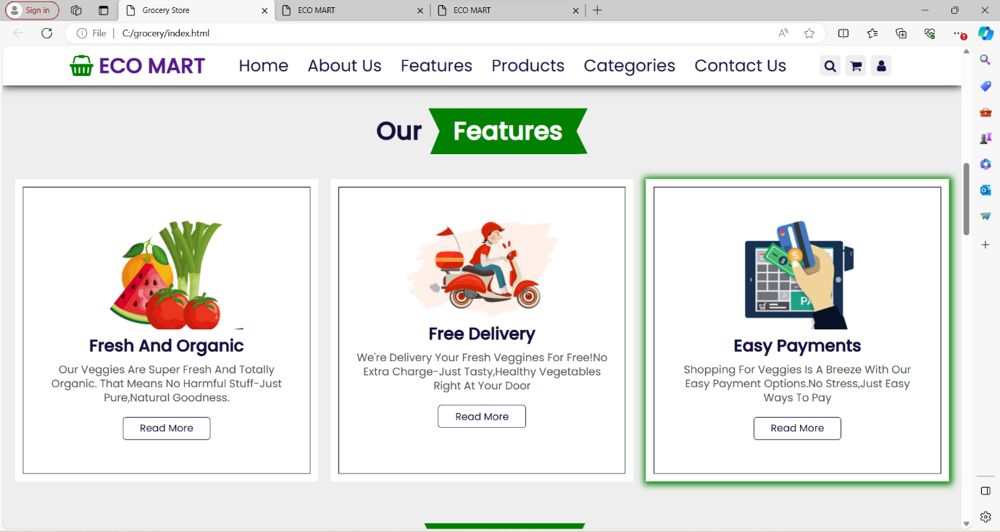 Sign in
Grocery Store
ECO MART
ECO MART
File | C:/grocery/index.html
ECO MART Home About Us Features Products Categories Contact Us
Our Features
Fresh And Organic
Our Veggies Are Super Fresh And Totally
Organic. That Means No Harmful Stuff-Just
Pure,Natural Goodness.
Read More
Free Delivery
We're Delivery Your Fresh Veggines For Free!No
Extra Charge-Just Tasty,Healthy Vegetables
Right At Your Door
Read More
PA
Easy Payments
Shopping For Veggies Is A Breeze With Our
Easy Payment Options.No Stress,Just Easy
Ways To Pay
Read More